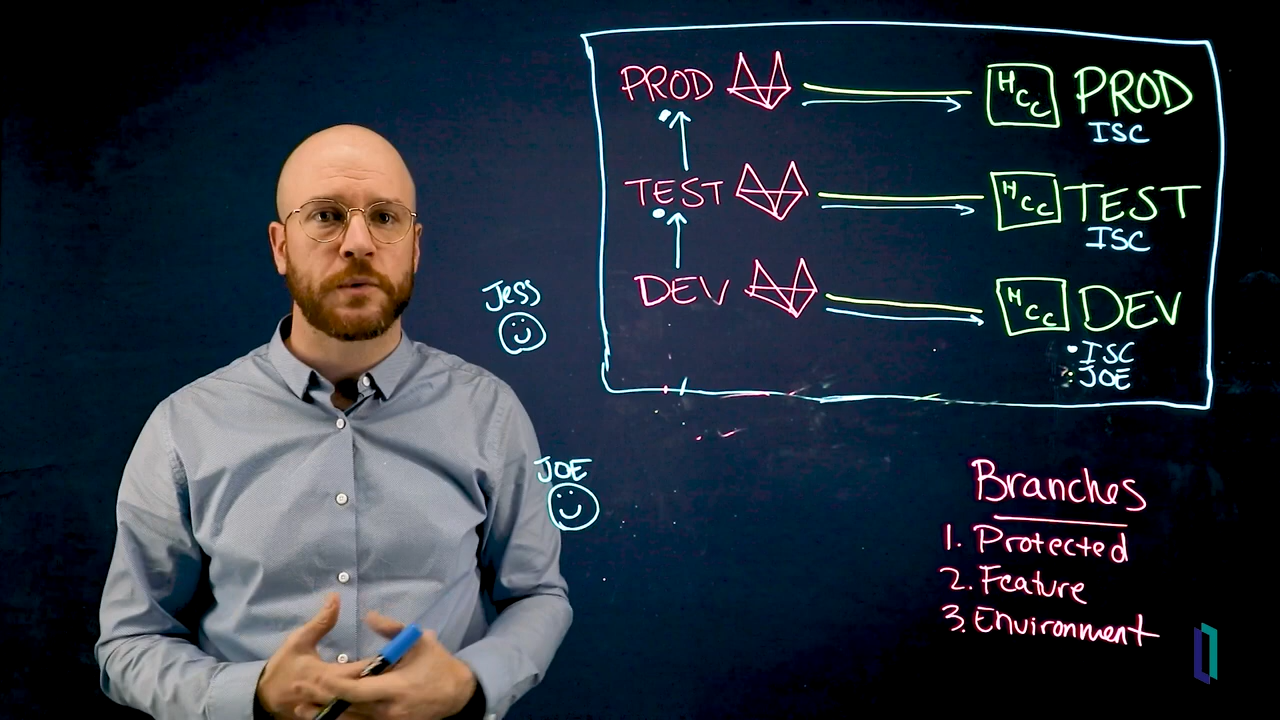 PROD HCC PROD
ISC
TEST HCC TEST
ISC
DEV HCC DEV
ISC
JOE
Jess
JOE
Branches
1. Protected
2. Feature
3. Environment